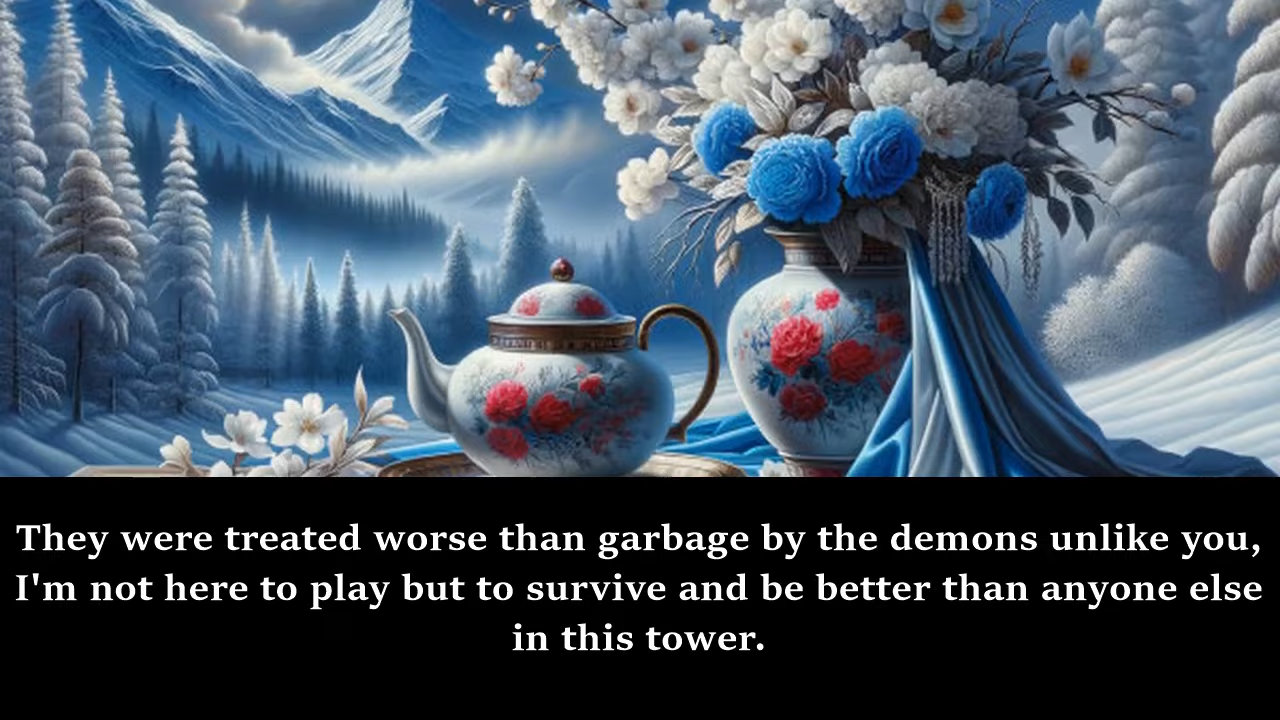 They were treated worse than garbage by the demons unlike you,
I'm not here to play but to survive and be better than anyone else
in this tower.